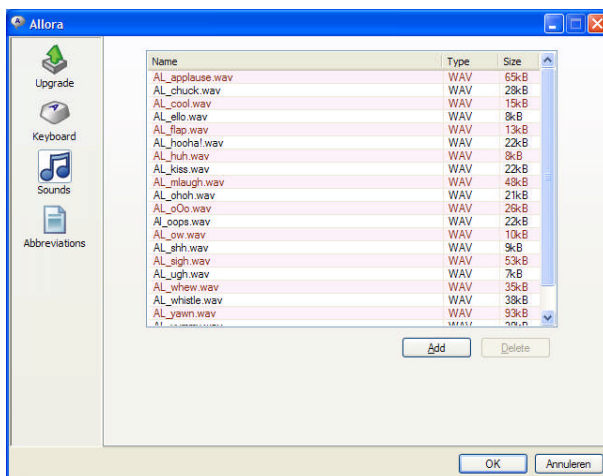 Allora
Upgrade
Keyboard
Sounds
Abbreviations
Name Type Size
AL_applause.wav WAV 65kB
AL_chuck.wav WAV 28kB
AL_cool.wav WAV 15kB
AL_ello.wav WAV 8kB
AL_flap.wav WAV 13kB
AL_hooha!.wav WAV 22kB
AL_huh.wav WAV 8kB
AL_kiss.wav WAV 22kB
AL_mlaugh.wav WAV 48kB
AL_ohoh.wav WAV 21kB
AL_oOo.wav WAV 26kB
Al_oops.wav WAV 22kB
AL_ow.wav WAV 10kB
AL_shh.wav WAV 9kB
AL_sigh.wav WAV 53kB
AL_ugh.wav WAV 7kB
AL_whew.wav WAV 35kB
AL_whistle.wav WAV 38kB
AL_yawn.wav WAV 93kB
WAV
Add Delete
OK Annuleren